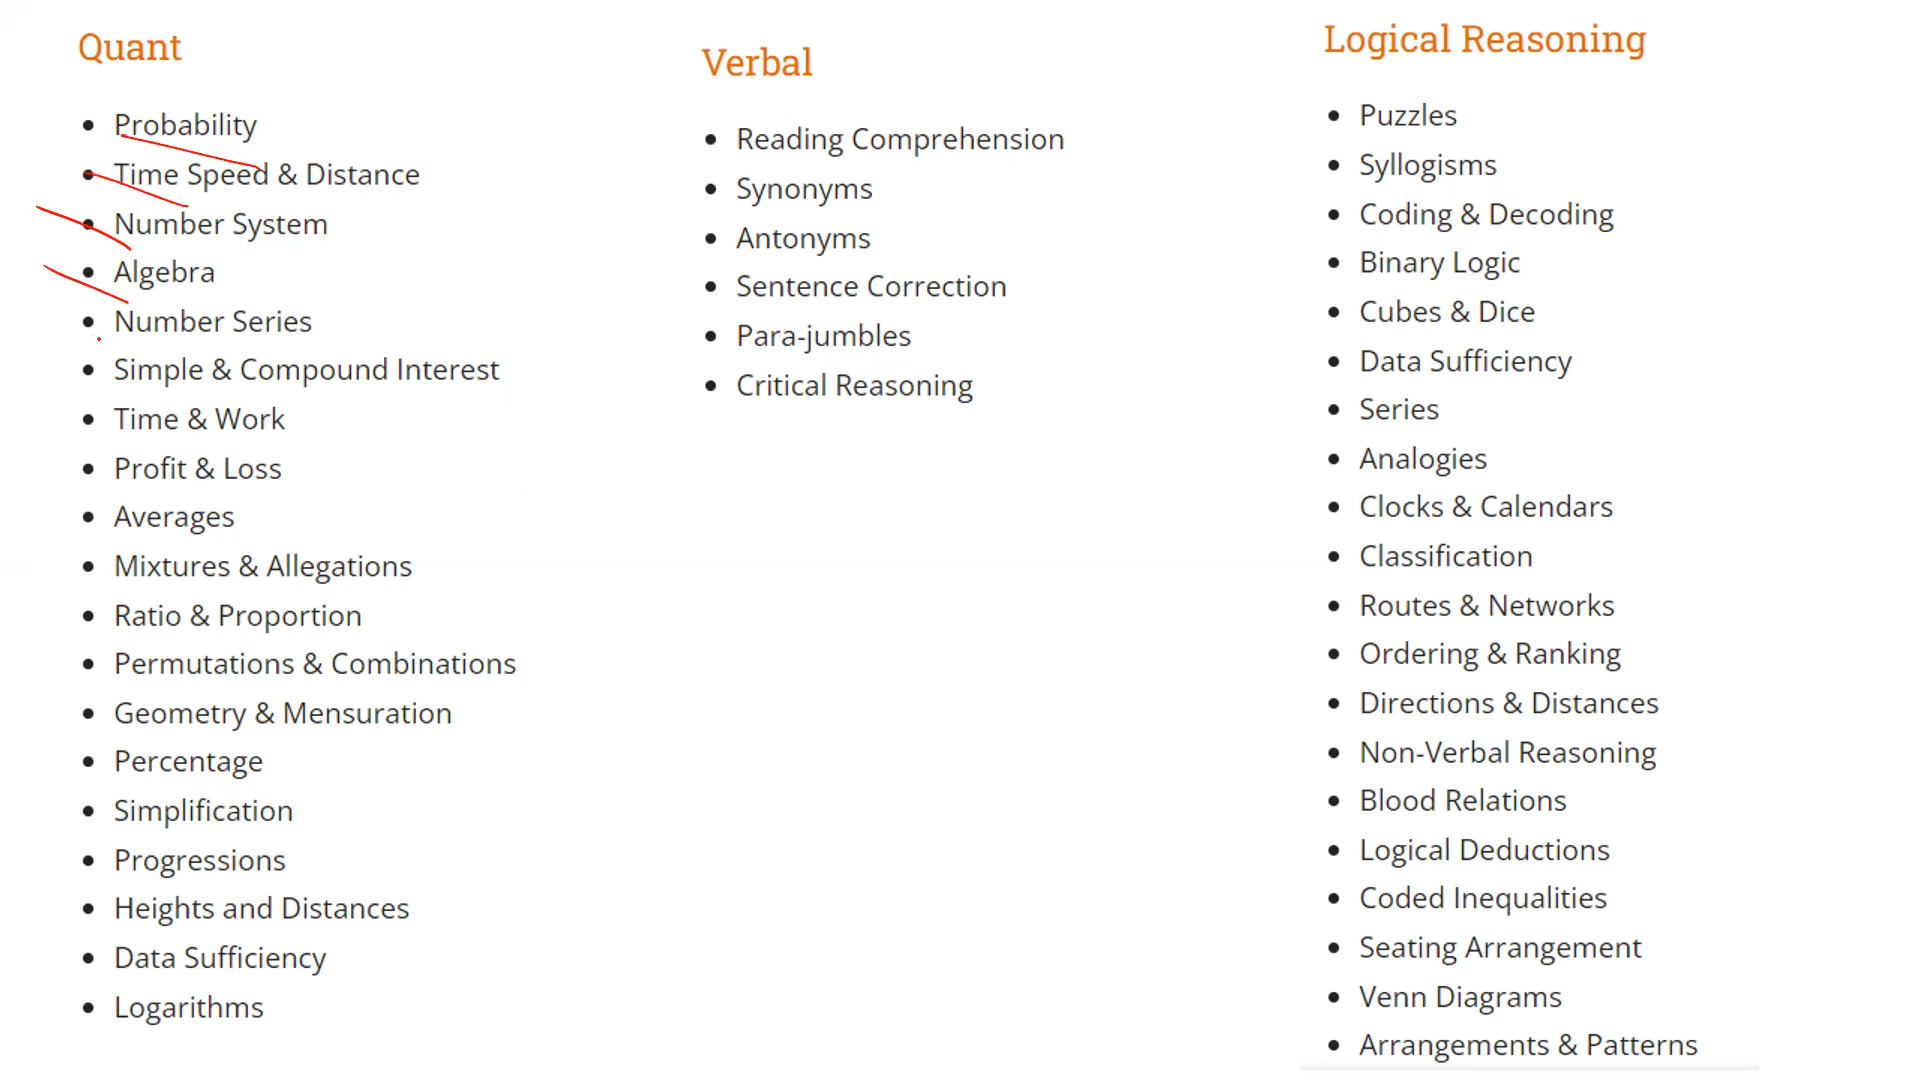 Quant
Probability
Time Speed & Distance
Number System
Algebra
Number Series
Simple & Compound Interest
Time & Work
Profit & Loss
Averages
Mixtures & Allegations
Ratio & Proportion
Permutations & Combinations
Geometry & Mensuration
Percentage
Simplification
Progressions
Heights and Distances
Data Sufficiency
Logarithms
Verbal
Reading Comprehension
Synonyms
Antonyms
Sentence Correction
Para-jumbles
Critical Reasoning
Logical Reasoning
Puzzles
Syllogisms
Coding & Decoding
Binary Logic
Cubes & Dice
Data Sufficiency
Series
Analogies
Clocks & Calendars
Classification
Routes & Networks
Ordering & Ranking
Directions & Distances
Non-Verbal Reasoning
Blood Relations
Logical Deductions
Coded Inequalities
Seating Arrangement
Venn Diagrams
Arrangements & Patterns